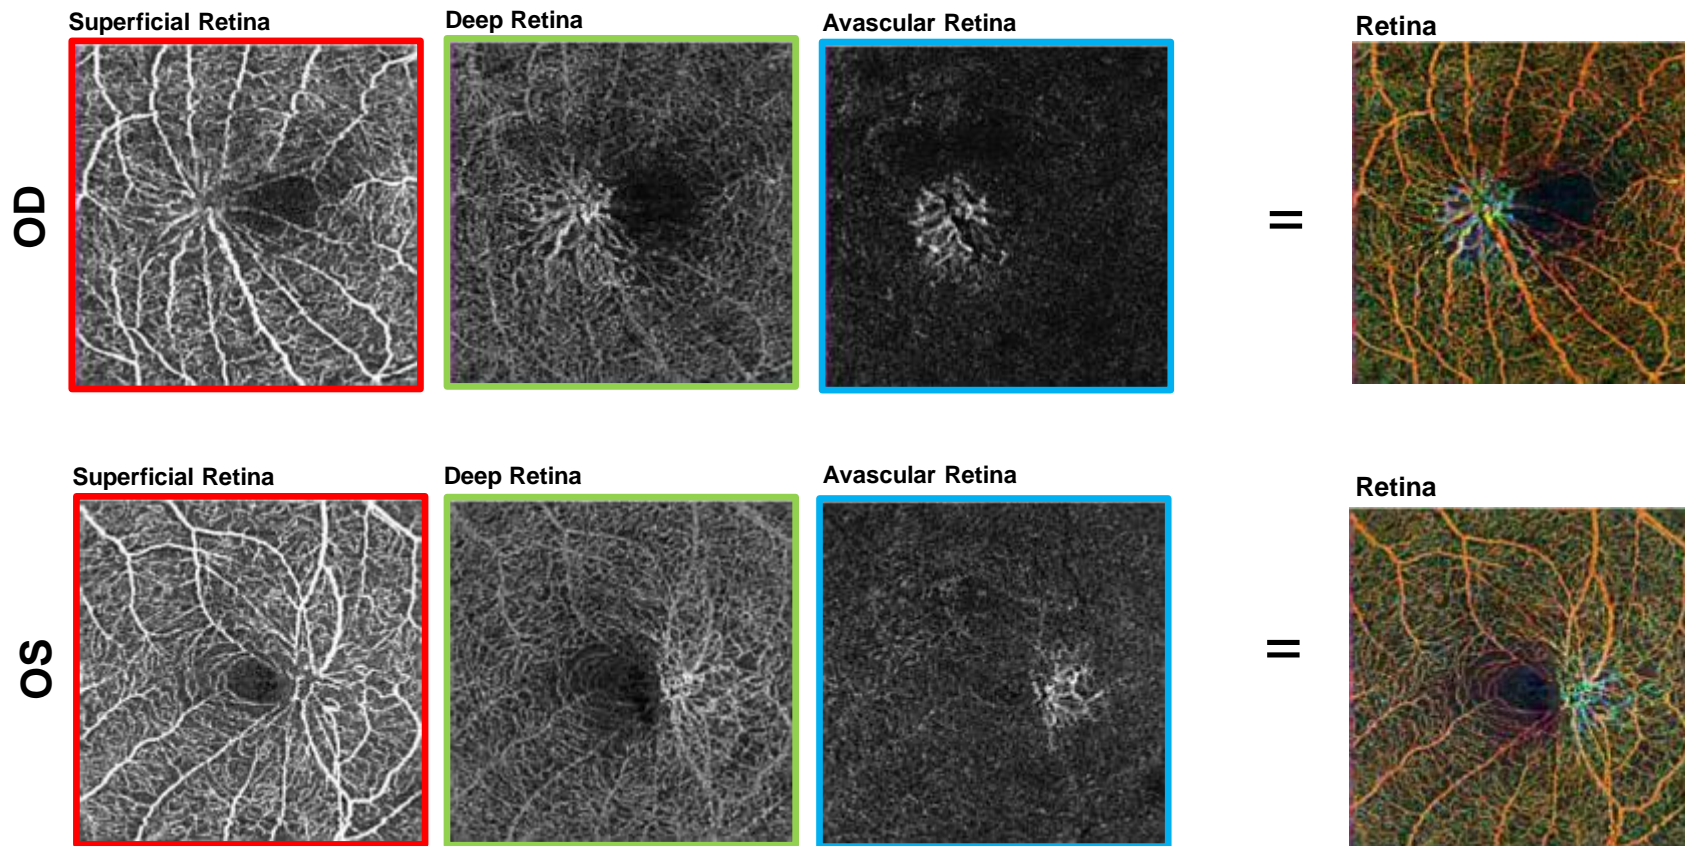 Superficial Retina
Deep Retina
Avascular Retina
Retina
OD
=
Superficial Retina
Deep Retina
Avascular Retina
Retina
OS
=